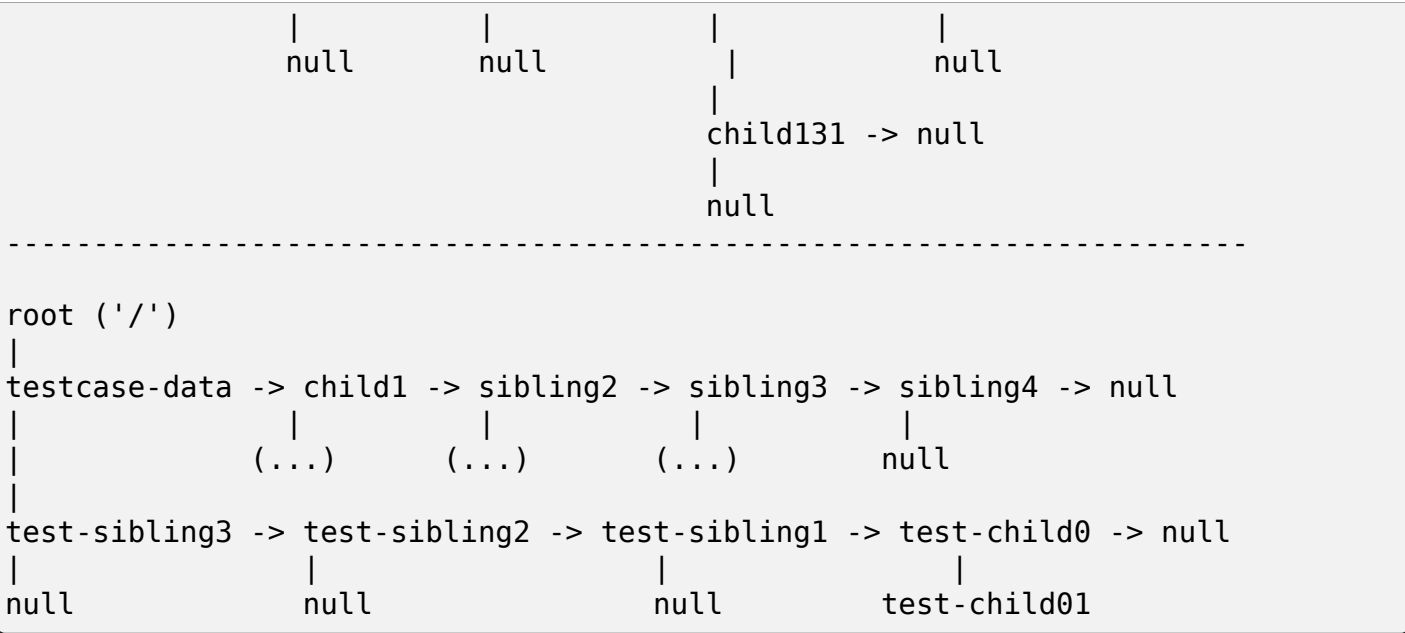 |          |            |            |
                null       null          |           null
                                        |
                                        child131 -> null
                                        |
                                        null
-----------------------------------------------------------------------

root ('/')
|
testcase-data -> child1 -> sibling2 -> sibling3 -> sibling4 -> null
|                |          |           |           |
|             (...)      (...)       (...)        null
|
test-sibling3 -> test-sibling2 -> test-sibling1 -> test-child0 -> null
|                |                   |                |
null             null                null         test-child01